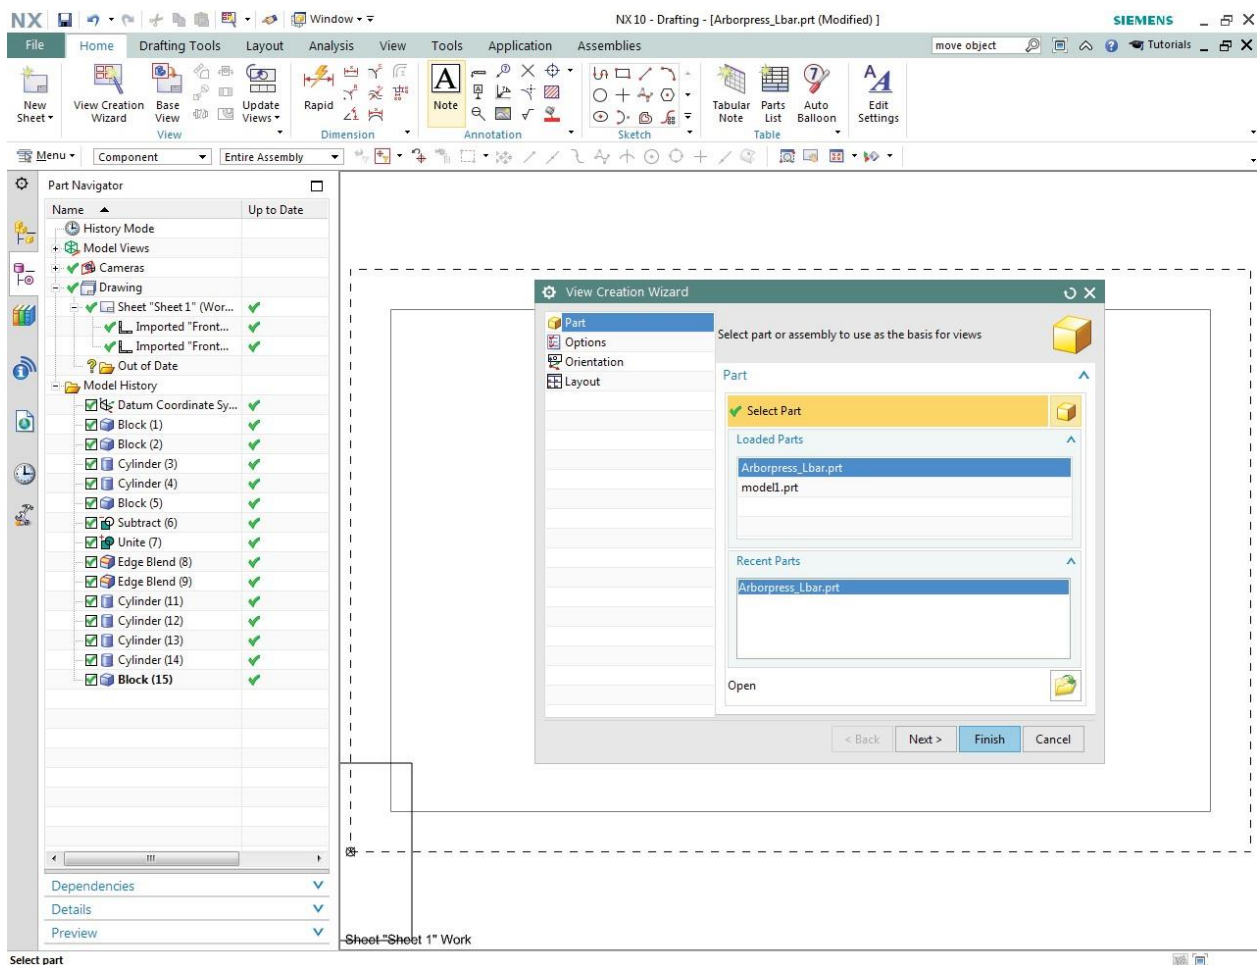 NX Window NX 10 - Drafting - [Arborpress_Lbar.prt (Modified) ] SIEMENS
File Home Drafting Tools Layout Analysis View Tools Application Assemblies move object Tutorials
New Sheet View Creation Wizard Base View Update Views Rapid A Note Tabular Note Parts List Auto Balloon Edit Settings
View Dimension Annotation Sketch Table
Menu Component Entire Assembly
Part Navigator
Name Up to Date
History Mode
Model Views
Cameras
Drawing
Sheet "Sheet 1" (Wor...
Imported "Front...
Imported "Front...
Out of Date
Model History
Datum Coordinate Sy...
Block (1)
Block (2)
Cylinder (3)
Cylinder (4)
Block (5)
Subtract (6)
Unite (7)
Edge Blend (8)
Edge Blend (9)
Cylinder (11)
Cylinder (12)
Cylinder (13)
Cylinder (14)
Block (15)
Dependencies
Details
Preview
View Creation Wizard
Part
Options
Orientation
Layout
Select part or assembly to use as the basis for views
Part
Select Part
Loaded Parts
Arborpress_Lbar.prt
model1.prt
Recent Parts
Arborpress_Lbar.prt
Open
< Back Next > Finish Cancel
Sheet "Sheet 1" Work
Select part